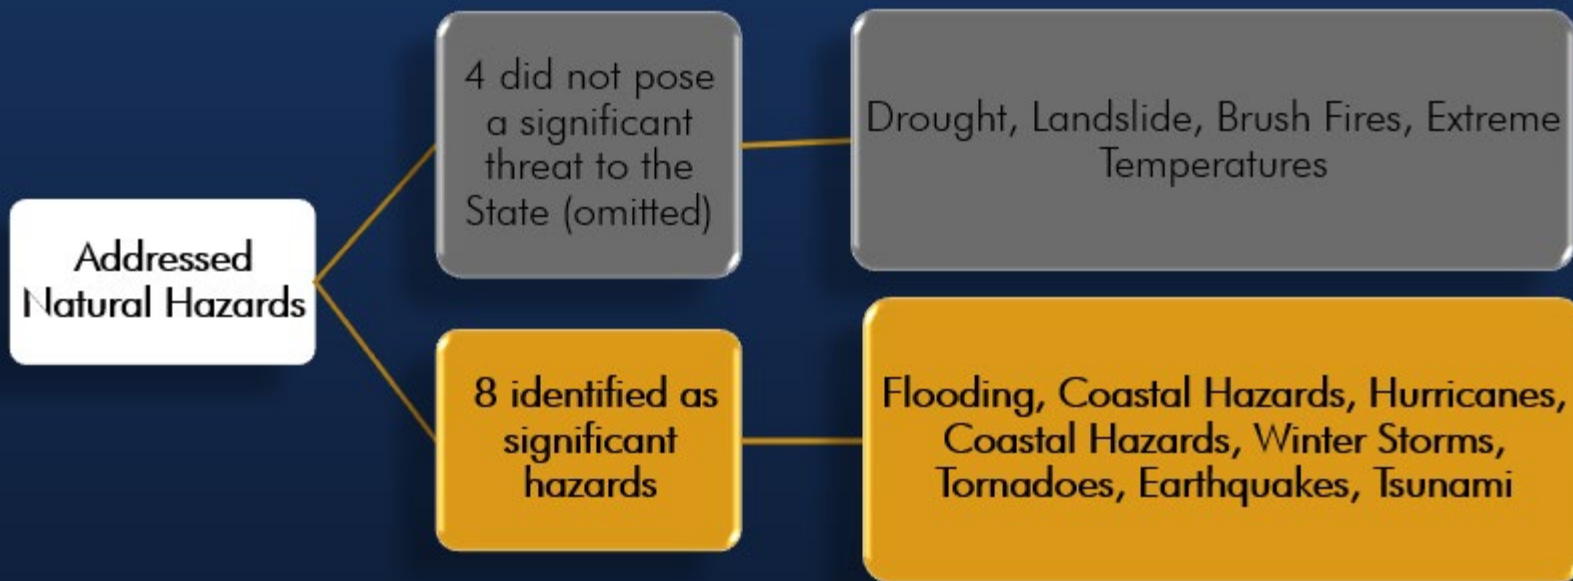 Addressed
Natural Hazards
4 did not pose
a significant
threat to the
State (omitted)
Drought, Landslide, Brush Fires, Extreme
Temperatures
8 identified as
significant
hazards
Flooding, Coastal Hazards, Hurricanes,
Coastal Hazards, Winter Storms,
Tornadoes, Earthquakes, Tsunami